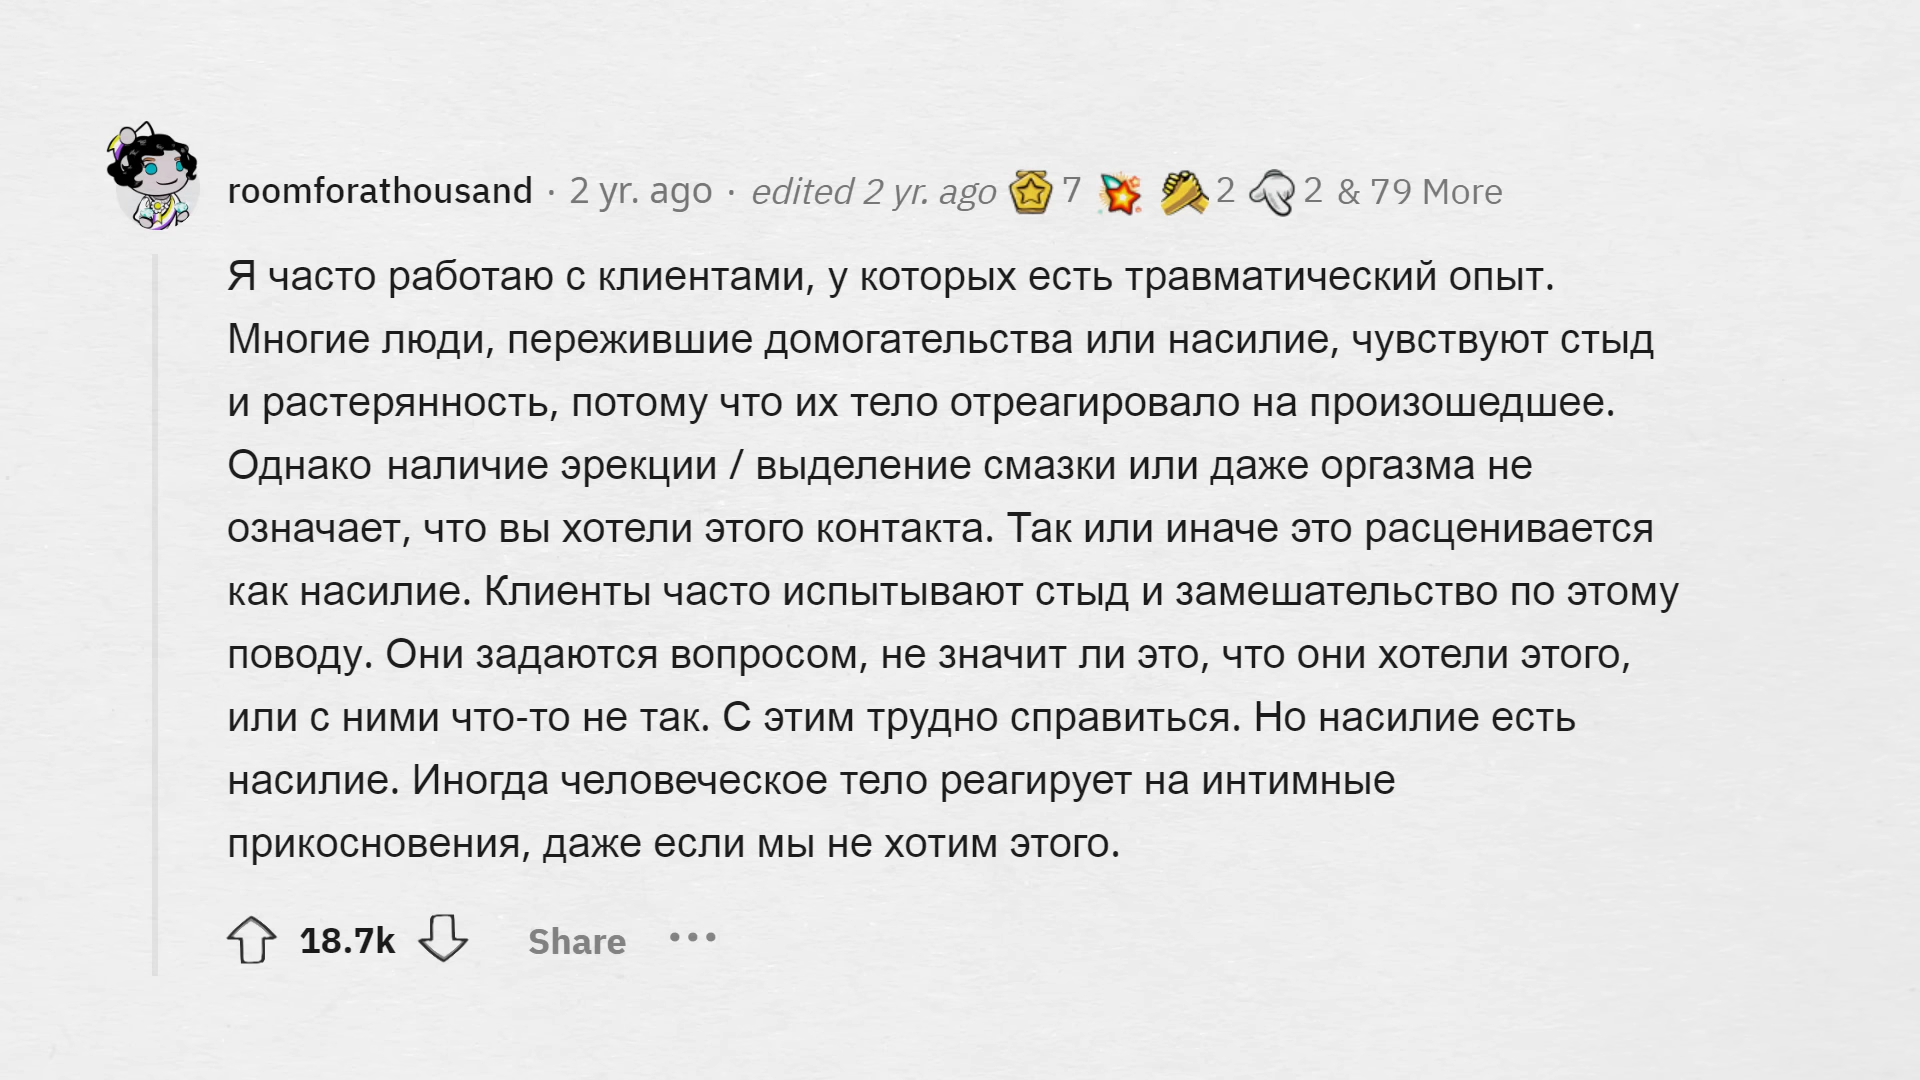 roomforathousand · 2 yr. ago · edited 2 yr. ago 7 2 2 & 79 More
Я часто работаю с клиентами, у которых есть травматический опыт.
Многие люди, пережившие домогательства или насилие, чувствуют стыд
и растерянность, потому что их тело отреагировало на произошедшее.
Однако наличие эрекции / выделение смазки или даже оргазма не
означает, что вы хотели этого контакта. Так или иначе это расценивается
как насилие. Клиенты часто испытывают стыд и замешательство по этому
поводу. Они задаются вопросом, не значит ли это, что они хотели этого,
или с ними что-то не так. С этим трудно справиться. Но насилие есть
насилие. Иногда человеческое тело реагирует на интимные
прикосновения, даже если мы не хотим этого.
18.7k Share •••